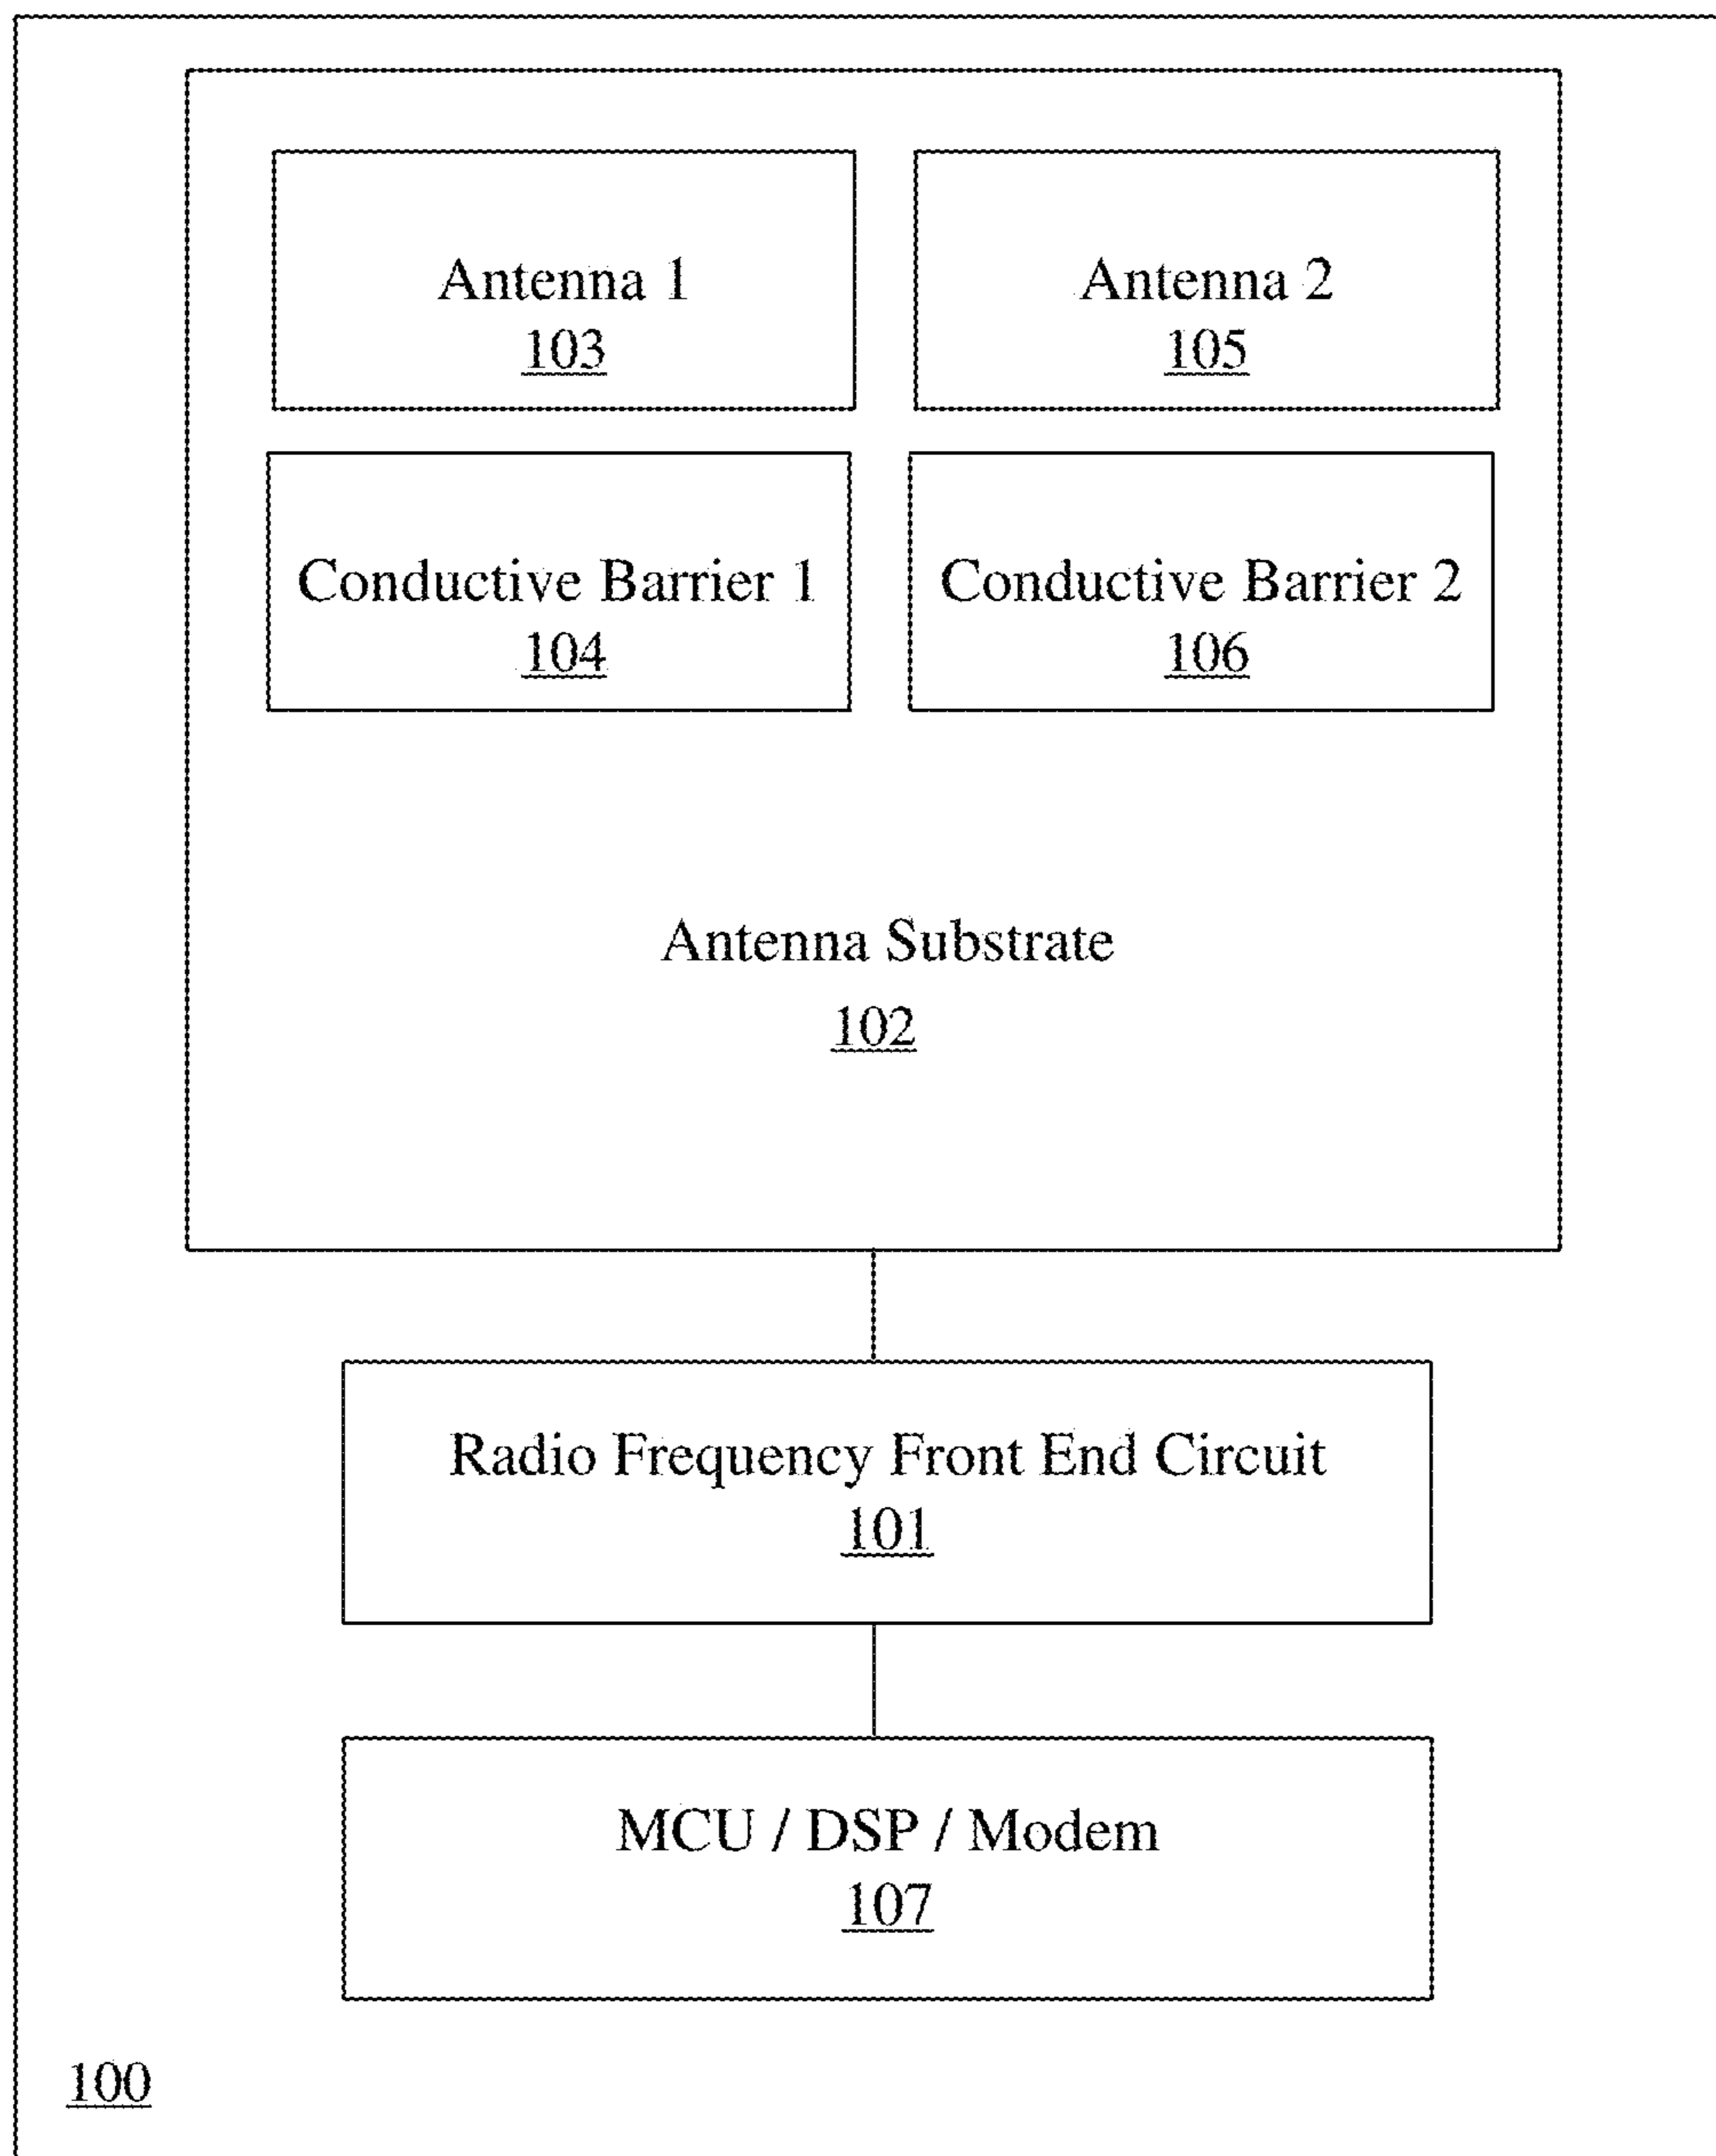 Antenna 1
103
Antenna 2
105
Conductive Barrier 1
104
Conductive Barrier 2
106
Antenna Substrate
102
Radio Frequency Front End Circuit
101
MCU / DSP / Modem
107
100